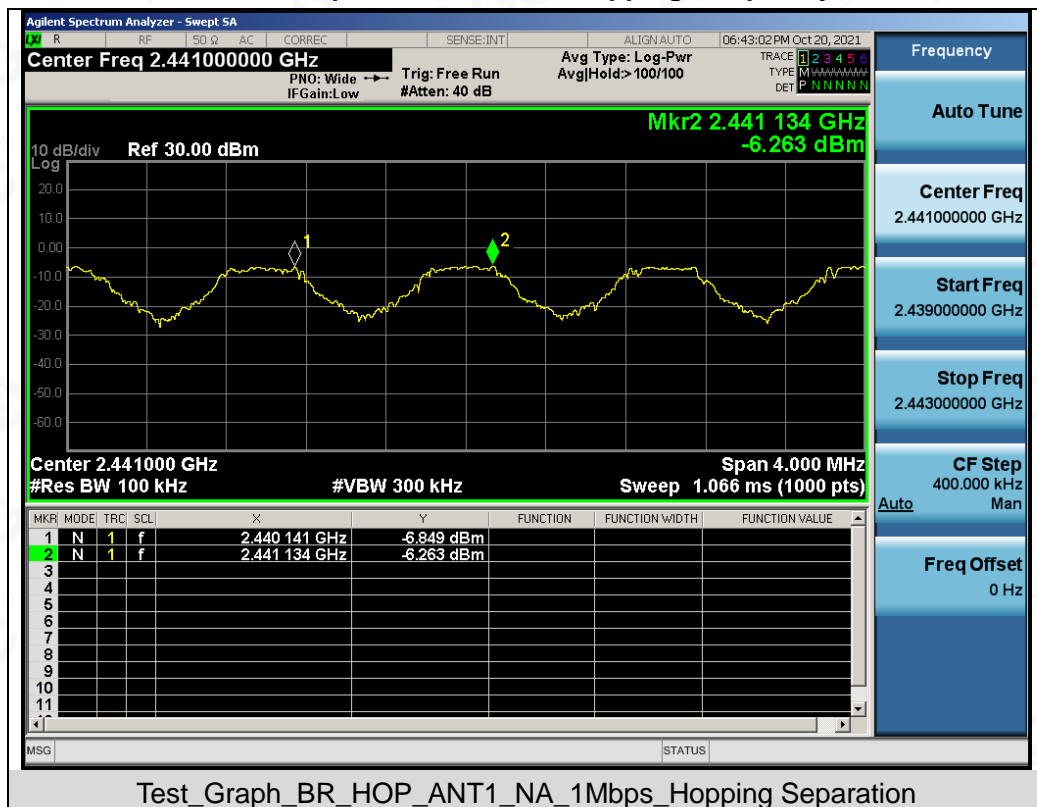 Agilent Spectrum Analyzer - Swept SA
LXI R RF 50 Ω AC CORREC SENSE:INT ALIGN AUTO 06:43:02 PM Oct 20, 2021
Center Freq 2.441000000 GHz
PNO: Wide
IFGain:Low
Trig: Free Run
#Atten: 40 dB
Avg Type: Log-Pwr
Avg|Hold:>100/100
TRACE 1 2 3 4 5 6
TYPE M
DET P N N N N N
Mkr2 2.441 134 GHz
-6.263 dBm
10 dB/div Ref 30.00 dBm
Log
20.0
10.0
0.00
-10.0
-20.0
-30.0
-40.0
-50.0
-60.0
1
2
Center 2.441000 GHz Span 4.000 MHz
#Res BW 100 kHz #VBW 300 kHz Sweep 1.066 ms (1000 pts)
MKR MODE TRC SCL X Y FUNCTION FUNCTION WIDTH FUNCTION VALUE
1 N 1 f 2.440 141 GHz -6.849 dBm
2 N 1 f 2.441 134 GHz -6.263 dBm
3
4
5
6
7
8
9
10
11
MSG STATUS
Frequency
Auto Tune
Center Freq
2.441000000 GHz
Start Freq
2.439000000 GHz
Stop Freq
2.443000000 GHz
CF Step
400.000 kHz
Auto Man
Freq Offset
0 Hz
Test_Graph_BR_HOP_ANT1_NA_1Mbps_Hopping Separation